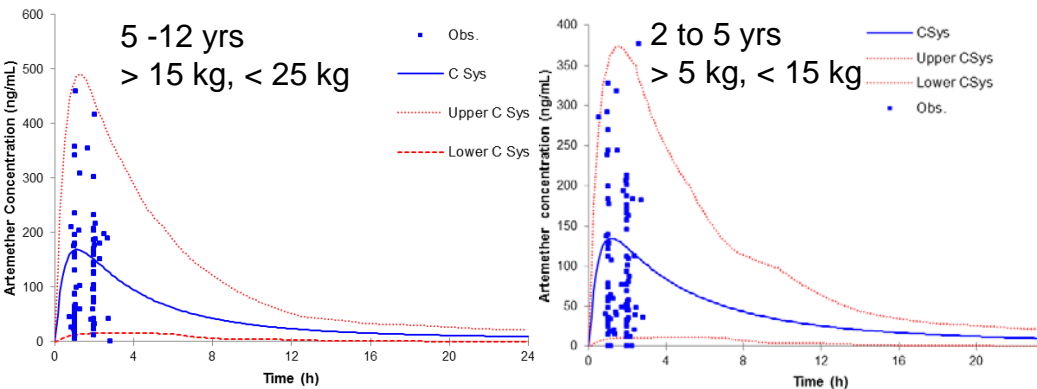 5 -12 yrs
> 15 kg, < 25 kg
Obs.
C Sys
Upper C Sys
Lower C Sys
Artemether Concentration (ng/mL)
600
500
400
300
200
100
0
0 4 8 12 16 20 24
Time (h)
2 to 5 yrs
> 5 kg, < 15 kg
CSys
Upper CSys
Lower CSys
Obs.
Artemether concentration (ng/mL)
400
350
300
250
200
150
100
50
0
0 4 8 12 16 20
Time (h)